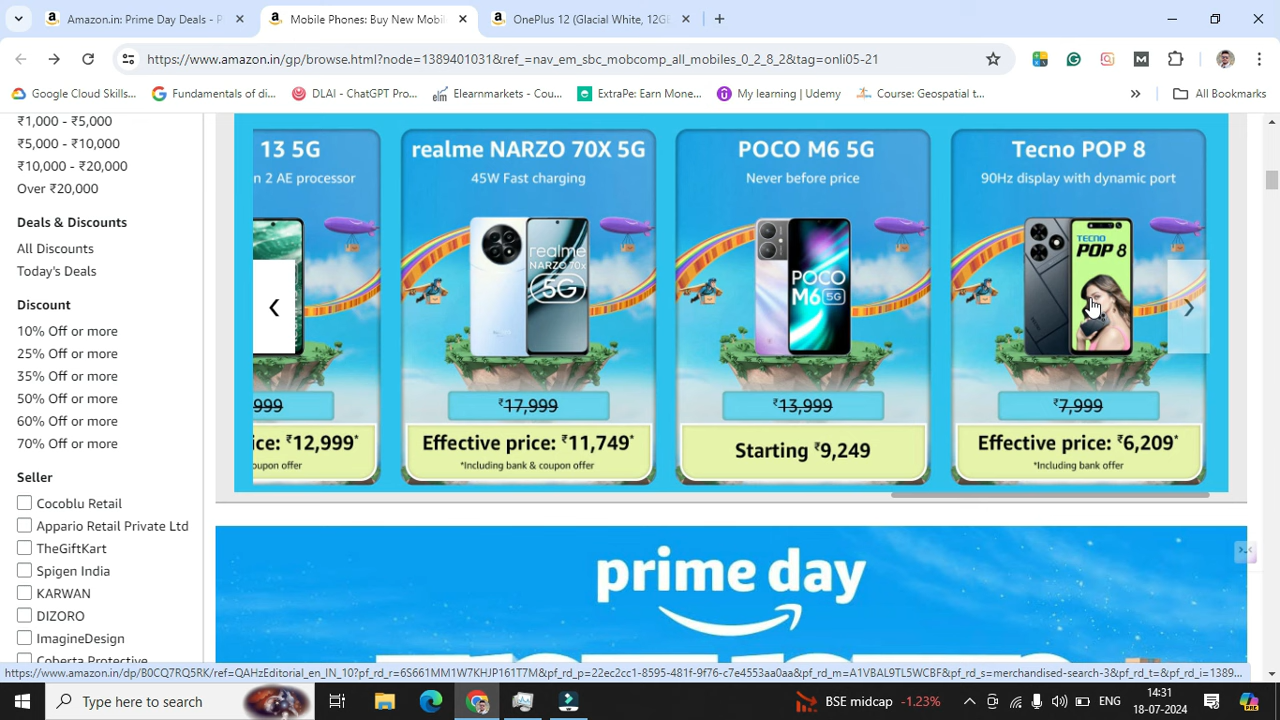 Amazon.in: Prime Day Deals - P
Mobile Phones: Buy New Mobil
OnePlus 12 (Glacial White, 12GE
https://www.amazon.in/gp/browse.html?node=1389401031&ref_=nav_em_sbc_mobcomp_all_mobiles_0_2_8_2&tag=onli05-21
Google Cloud Skills...
Fundamentals of di...
DLAI - ChatGPT Pro...
Elearnmarkets - Cou...
ExtraPe: Earn Mone...
My learning | Udemy
Course: Geospatial t...
All Bookmarks
₹1,000 - ₹5,000
₹5,000 - ₹10,000
₹10,000 - ₹20,000
Over ₹20,000
Deals & Discounts
All Discounts
Today's Deals
Discount
10% Off or more
25% Off or more
35% Off or more
50% Off or more
60% Off or more
70% Off or more
Seller
Cocoblu Retail
Appario Retail Private Ltd
TheGiftKart
Spigen India
KARWAN
DIZORO
ImagineDesign
Coberta Protective
13 5G
n 2 AE processor
999
ice: ₹12,999*
oupon offer
realme NARZO 70X 5G
45W Fast charging
realme
NARZO 70x
5G
₹17,999
Effective price: ₹11,749*
*Including bank & coupon offer
POCO M6 5G
Never before price
POCO
M6 5G
₹13,999
Starting ₹9,249
Tecno POP 8
90Hz display with dynamic port
TECNO
POP 8
₹7,999
Effective price: ₹6,209*
*Including bank offer
prime day
https://www.amazon.in/dp/B0CQ7RQ5RK/ref=QAHzEditorial_en_IN_10?pf_rd_r=6S661MM1W7KHJP161T7M&pf_rd_p=22ec2cc1-8595-481f-9f76-c7e4553aa0aa&pf_rd_m=A1VBAL9TL5WCBF&pf_rd_s=merchandised-search-3&pf_rd_t=&pf_rd_i=1389...
Type here to search
BSE midcap -1.23%
ENG
14:31
18-07-2024